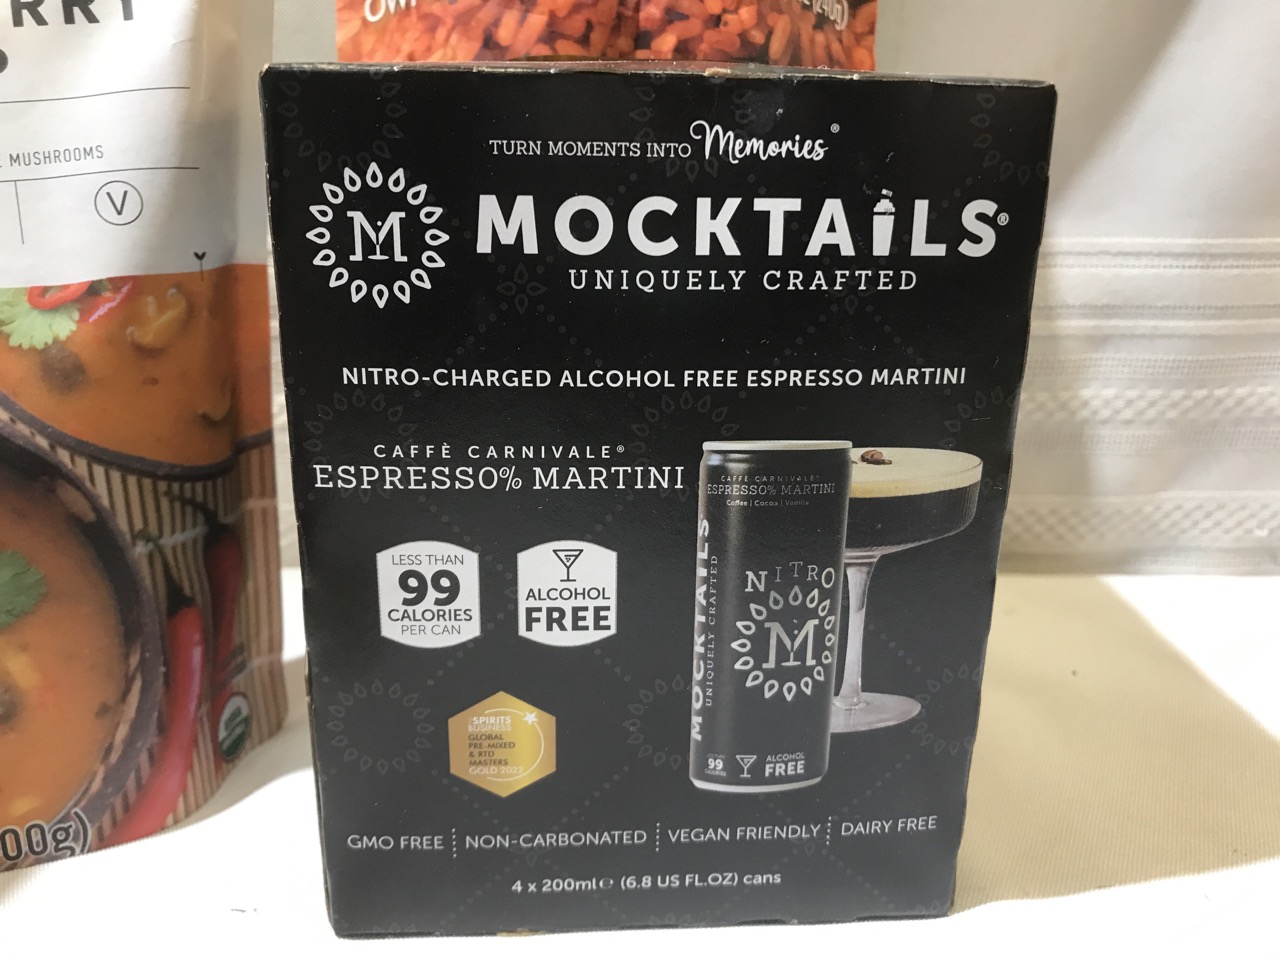 TURN MOMENTS INTO Memories®
M
MOCKTAILS®
UNIQUELY CRAFTED
NITRO-CHARGED ALCOHOL FREE ESPRESSO MARTINI
CAFFÈ CARNIVALE®
ESPRESSO% MARTINI
LESS THAN
99
CALORIES
PER CAN
ALCOHOL
FREE
SPIRITS
BUSINESS
GLOBAL
PRE-MIXED
& RTD
MASTERS
GOLD 2022
CAFFÈ CARNIVALE®
ESPRESSO% MARTINI
Coffee | Cocoa | Vanilla
NITRO
M
MOCKTAILS
UNIQUELY CRAFTED
99
CALORIES
ALCOHOL
FREE
GMO FREE NON-CARBONATED VEGAN FRIENDLY DAIRY FREE
4 x 200ml℮ (6.8 US FL.OZ) cans
MUSHROOMS
V
00g)
(240g)